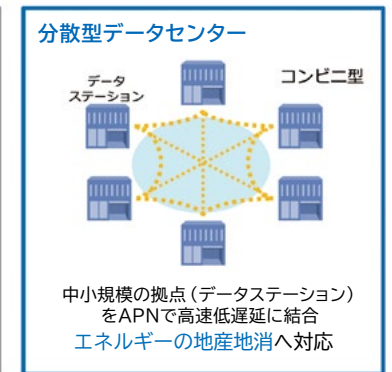 分散型データセンター
データ
ステーション
コンビニ型
中小規模の拠点（データステーション）
をAPNで高速低遅延に結合
エネルギーの地産地消へ対応